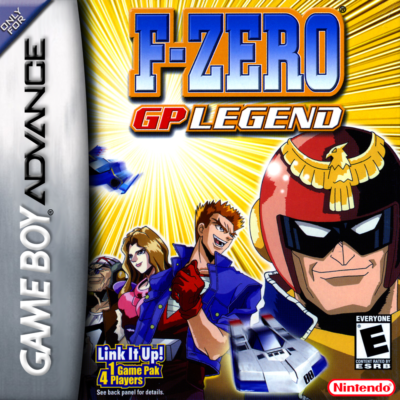 ONLY
FOR
GAME BOY ADVANCE
F-ZERO
GP LEGEND
Link It Up!
1 Game Pak
4 Players
See back panel for details.
EVERYONE
E
CONTENT RATED BY
ESRB
Nintendo